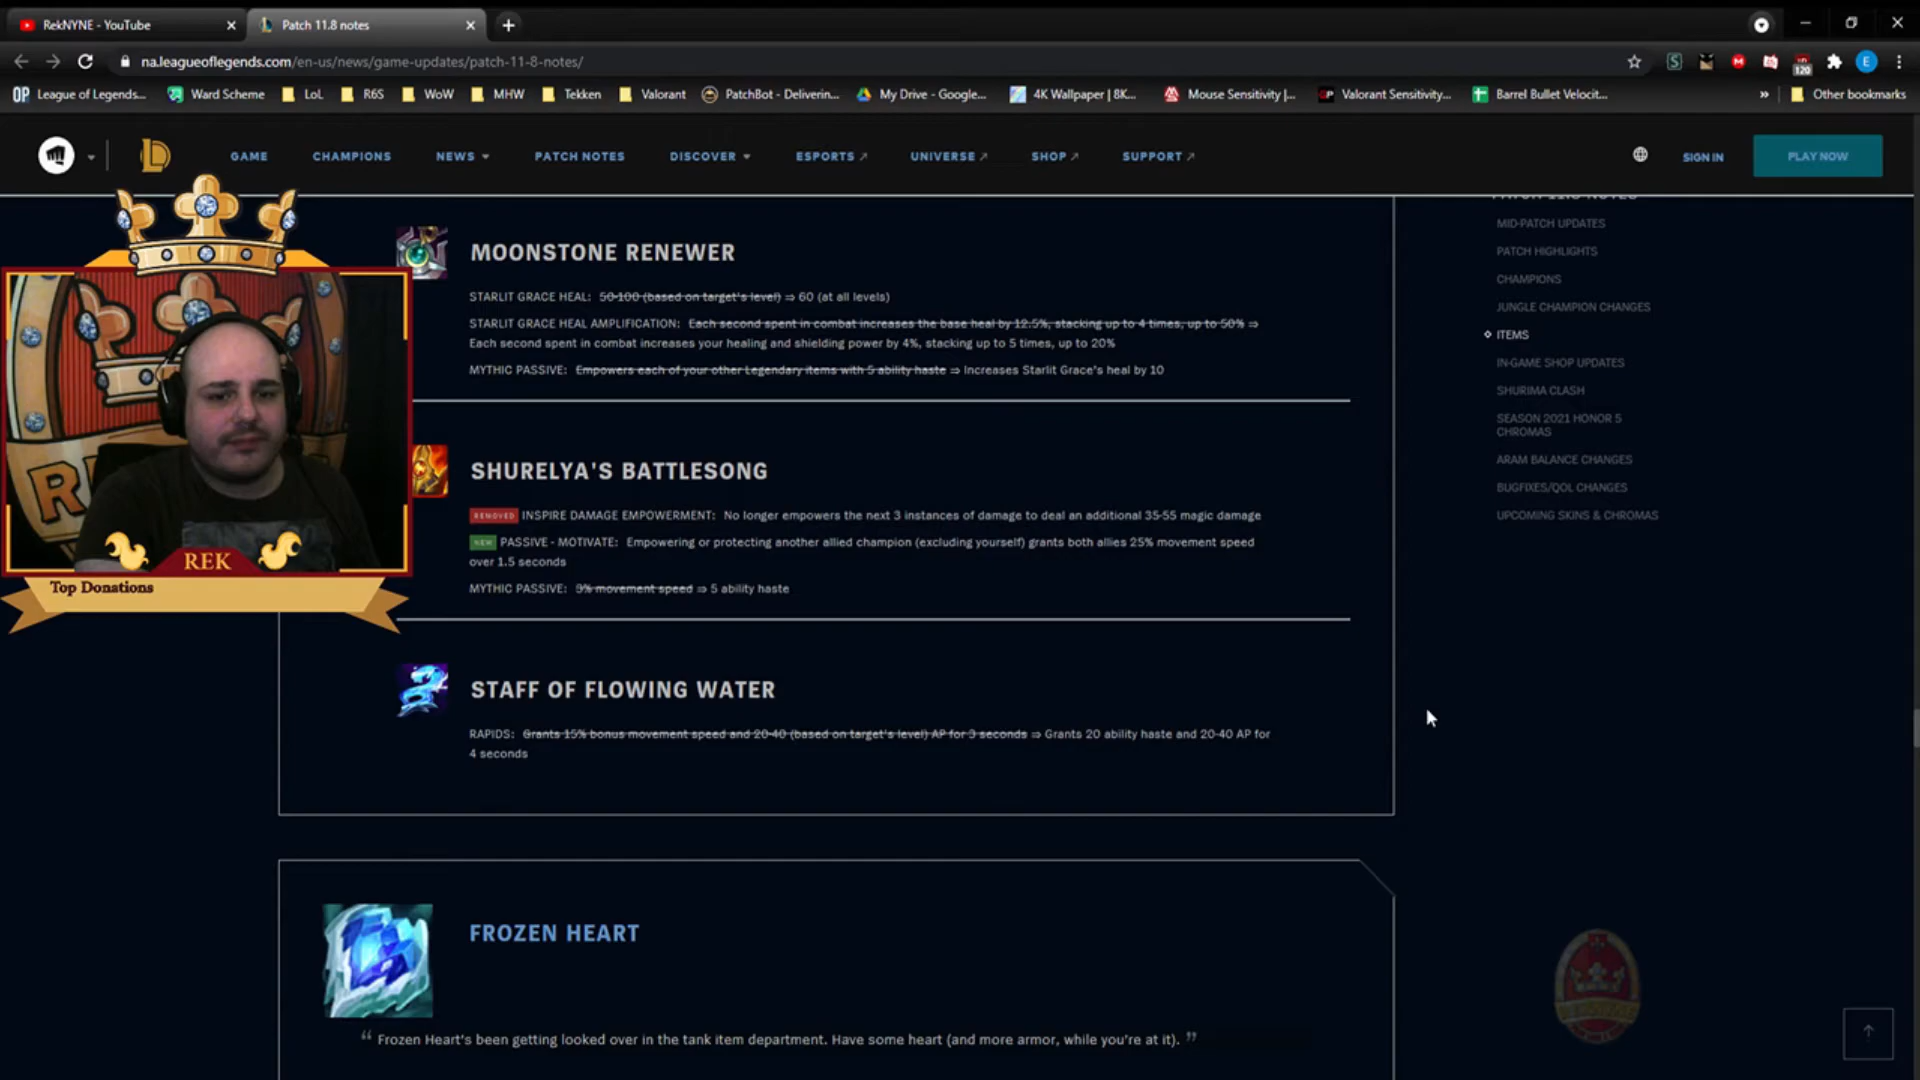 RekNYNE - YouTube
Patch 11.8 notes
na.leagueoflegends.com/en-us/news/game-updates/patch-11-8-notes/
120
E
OP League of Legends...
Ward Scheme
LoL
R6S
WoW
MHW
Tekken
Valorant
PatchBot - Deliverin...
My Drive - Google...
4K Wallpaper | 8K...
Mouse Sensitivity |...
Valorant Sensitivity...
Barrel Bullet Velocit...
»
Other bookmarks
GAME
CHAMPIONS
NEWS
PATCH NOTES
DISCOVER
ESPORTS
UNIVERSE
SHOP
SUPPORT
SIGN IN
PLAY NOW
MOONSTONE RENEWER
STARLIT GRACE HEAL: 50-100 (based on target's level) ⇒ 60 (at all levels)
STARLIT GRACE HEAL AMPLIFICATION: Each second spent in combat increases the base heal by 12.5%, stacking up to 4 times, up to 50% ⇒
Each second spent in combat increases your healing and shielding power by 4%, stacking up to 5 times, up to 20%
MYTHIC PASSIVE: Empowers each of your other Legendary items with 5 ability haste ⇒ Increases Starlit Grace's heal by 10
SHURELYA'S BATTLESONG
REMOVED INSPIRE DAMAGE EMPOWERMENT: No longer empowers the next 3 instances of damage to deal an additional 35-55 magic damage
NEW PASSIVE - MOTIVATE: Empowering or protecting another allied champion (excluding yourself) grants both allies 25% movement speed
over 1.5 seconds
MYTHIC PASSIVE: 3% movement speed ⇒ 5 ability haste
STAFF OF FLOWING WATER
RAPIDS: Grants 15% bonus movement speed and 20-40 (based on target's level) AP for 3 seconds ⇒ Grants 20 ability haste and 20-40 AP for
4 seconds
FROZEN HEART
“ Frozen Heart's been getting looked over in the tank item department. Have some heart (and more armor, while you're at it). ”
PATCH 11.8 NOTES
MID-PATCH UPDATES
PATCH HIGHLIGHTS
CHAMPIONS
JUNGLE CHAMPION CHANGES
ITEMS
IN-GAME SHOP UPDATES
SHURIMA CLASH
SEASON 2021 HONOR 5
CHROMAS
ARAM BALANCE CHANGES
BUGFIXES/QOL CHANGES
UPCOMING SKINS & CHROMAS
REK
Top Donations